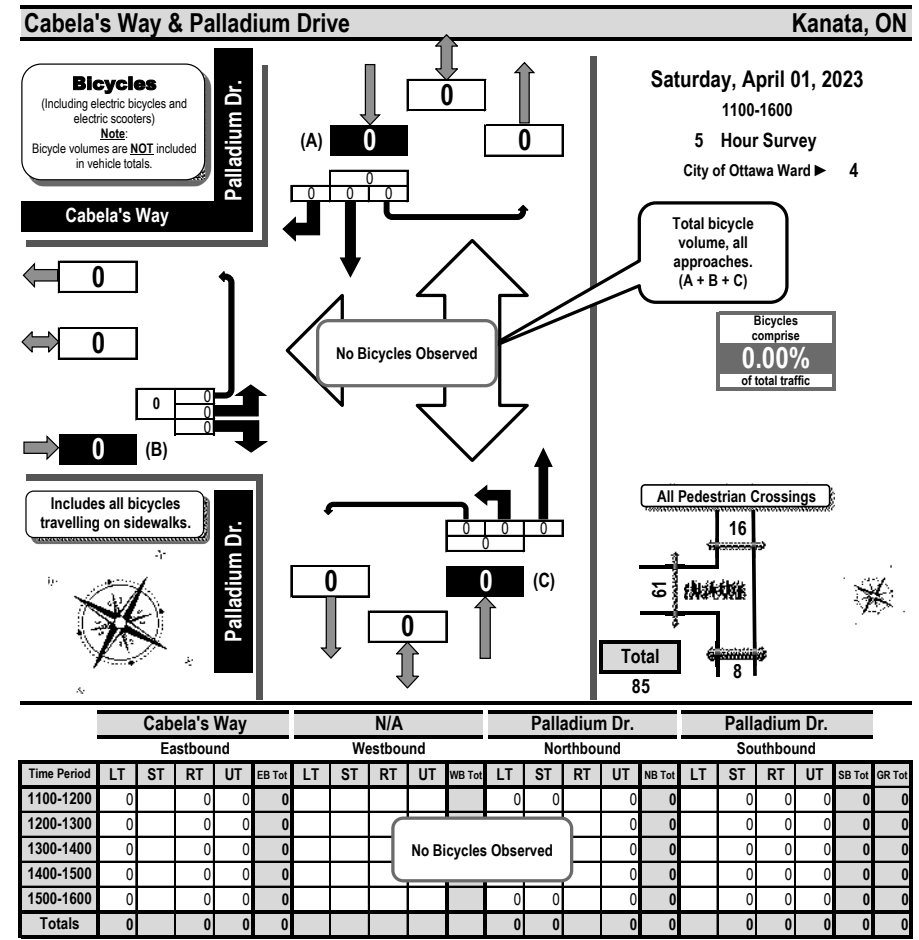 Cabela's Way & Palladium Drive Kanata, ON
Bicycles
(Including electric bicycles and
electric scooters)
Note:
Bicycle volumes are NOT included
in vehicle totals.
Palladium Dr.
Cabela's Way
0
(A) 0 0
0
0 0 0
Saturday, April 01, 2023
1100-1600
5 Hour Survey
City of Ottawa Ward ► 4
Total bicycle
volume, all
approaches.
(A + B + C)
0
0
No Bicycles Observed
Bicycles
comprise
0.00%
of total traffic
0 0
0
0
0 (B)
Includes all bicycles
travelling on sidewalks.
Palladium Dr.
0 0 0
0
0 0 (C)
0
All Pedestrian Crossings
16
61
8
Total
85
Cabela's Way N/A Palladium Dr. Palladium Dr.
Eastbound Westbound Northbound Southbound
Time Period LT ST RT UT EB Tot LT ST RT UT WB Tot LT ST RT UT NB Tot LT ST RT UT SB Tot GR Tot
1100-1200 0 0 0 0 0 0 0 0 0 0 0 0 0
1200-1300 0 0 0 0 0 0 0 0 0 0 0
1300-1400 0 0 0 0 0 0 0 0 0 0 0
No Bicycles Observed
1400-1500 0 0 0 0 0 0 0 0 0 0 0
1500-1600 0 0 0 0 0 0 0 0 0 0 0 0 0
Totals 0 0 0 0 0 0 0 0 0 0 0 0 0